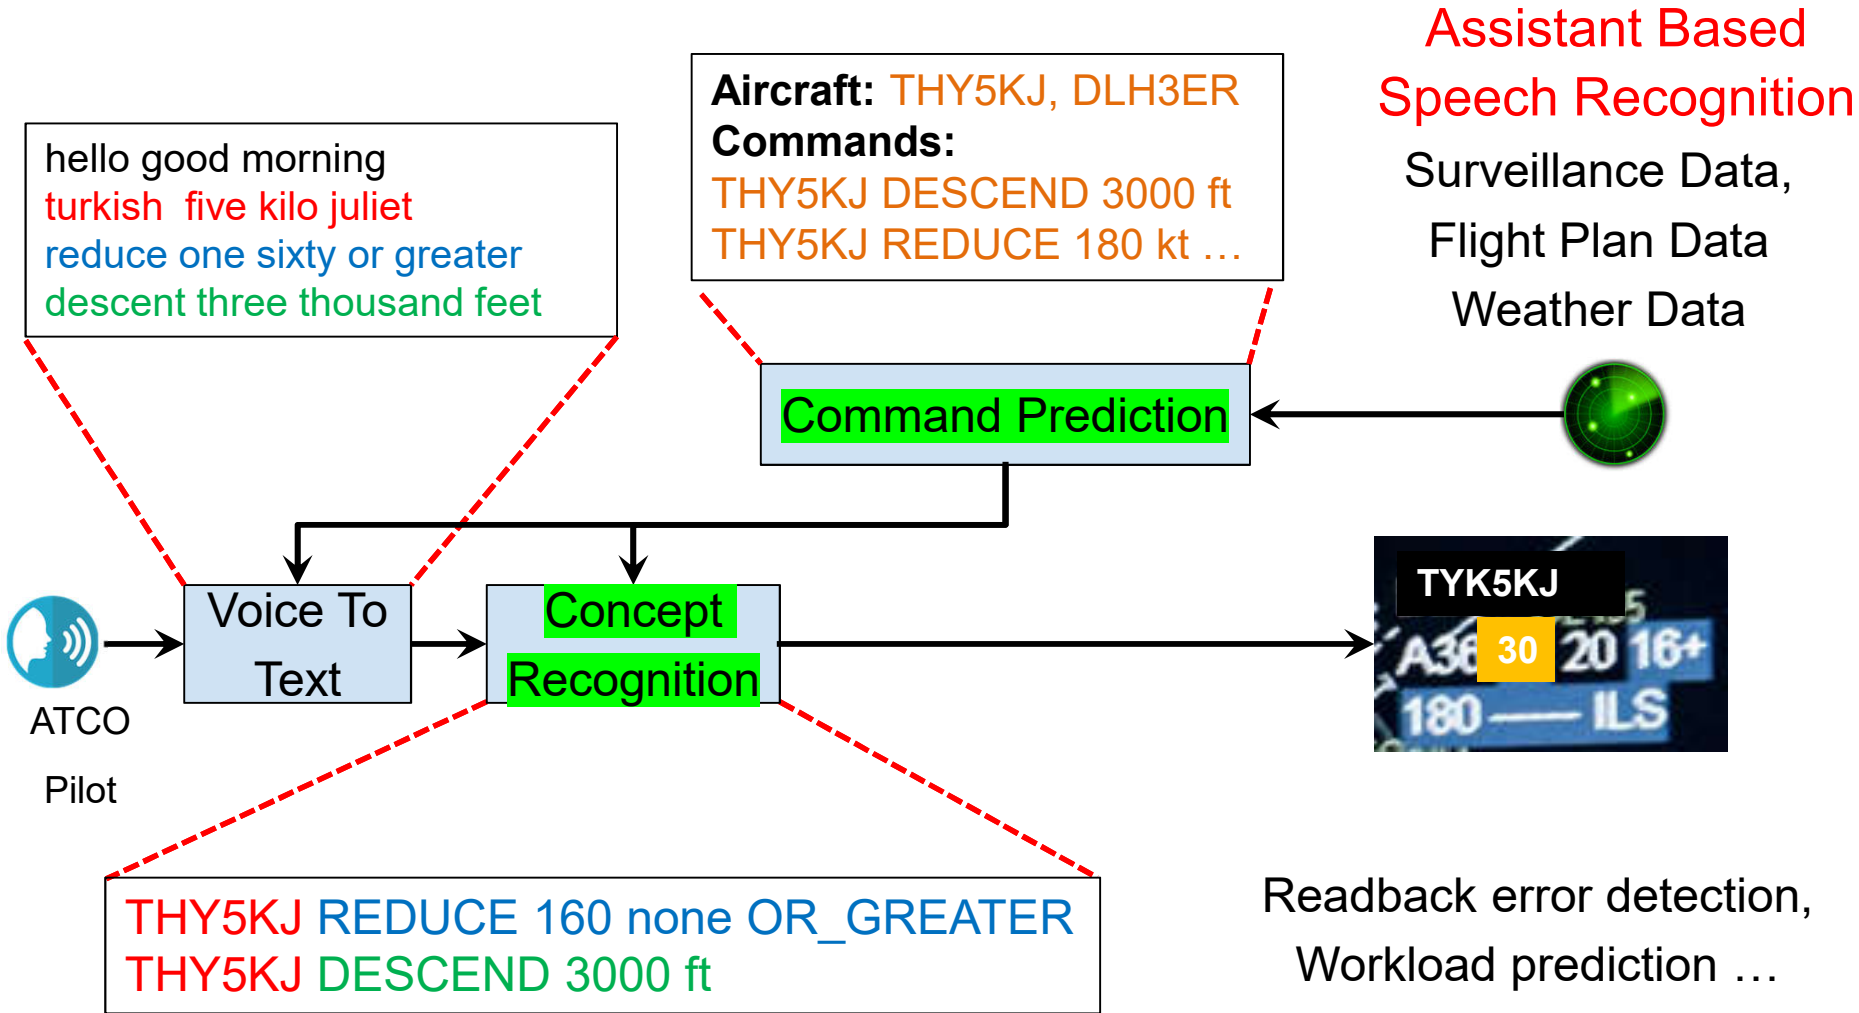 Assistant Based
Speech Recognition
Surveillance Data,
Flight Plan Data
Weather Data
Aircraft: THY5KJ, DLH3ER
Commands:
THY5KJ DESCEND 3000 ft
THY5KJ REDUCE 180 kt …
hello good morning
turkish  five kilo juliet
reduce one sixty or greater
descent three thousand feet
Command Prediction
Voice To
Text
Concept
Recognition
ATCO
Pilot
TYK5KJ
A36 30 20 16+
180 — ILS
THY5KJ REDUCE 160 none OR_GREATER
THY5KJ DESCEND 3000 ft
Readback error detection,
Workload prediction …